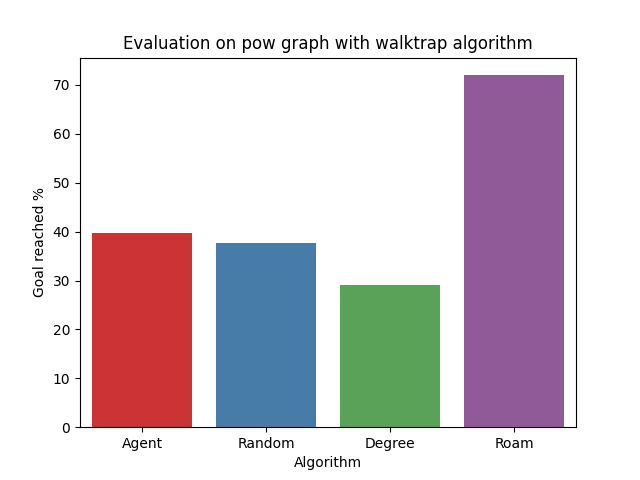 Evaluation on pow graph with walktrap algorithm
Goal reached %
70
60
50
40
30
20
10
0
Agent Random Degree Roam
Algorithm